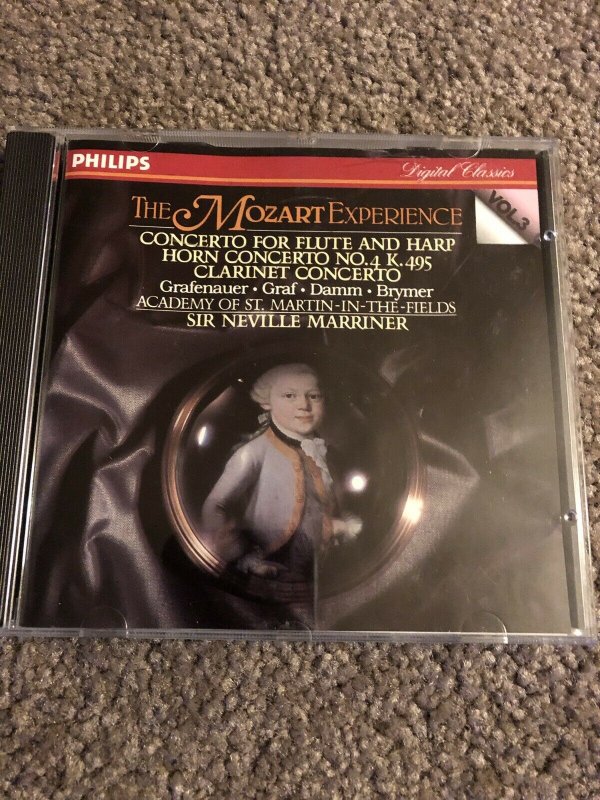 PHILIPS
Digital Classics
VOL.3
THE MOZART EXPERIENCE
CONCERTO FOR FLUTE AND HARP
HORN CONCERTO NO.4 K.495
CLARINET CONCERTO
Grafenauer • Graf • Damm • Brymer
ACADEMY OF ST. MARTIN-IN-THE-FIELDS
SIR NEVILLE MARRINER